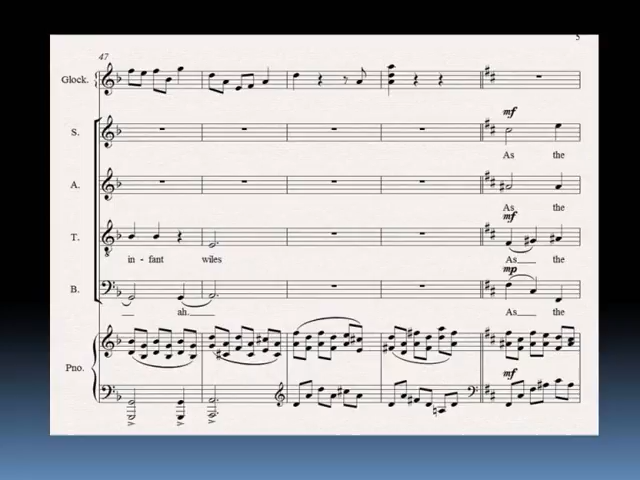 5
47
Glock.
S.
mf
As the
A.
As the
mf
T.
in - fant wiles As the
mp
B.
ah As the
Pno.
mf